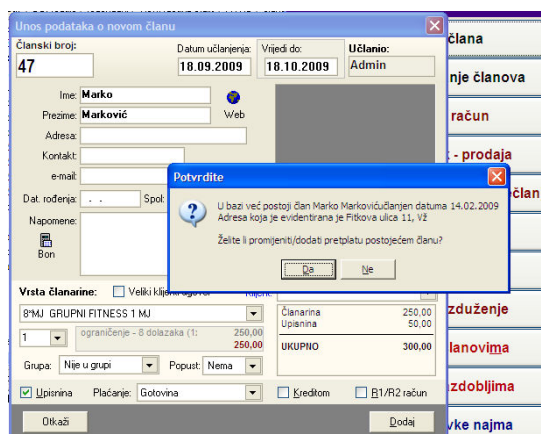 Unos podataka o novom članu
Članski broj:
47
Datum učlanjenja:
18.09.2009
Vrijedi do:
18.10.2009
Učlanio:
Admin
Ime: Marko
Prezime: Marković
Web
Adresa:
Kontakt:
e-mail:
Dat. rođenja: . .
Spol:
Napomene:
Bon
Potvrdite
U bazi već postoji član Marko Markovićučlanjen datuma 14.02.2009
Adresa koja je evidentirana je Fitkova ulica 11, Vž
Želite li promijeniti/dodati pretplatu postojećem članu?
Da
Ne
Vrsta članarine:
Veliki klijent
8*MJ GRUPNI FITNESS 1 MJ
1
ograničenje - 8 dolazaka (1:
250,00
250,00
Članarina 250,00
Upisnina 50,00
UKUPNO 300,00
Grupa: Nije u grupi
Popust: Nema
Upisnina
Plaćanje: Gotovina
Kreditom
R1/R2 račun
Otkaži
Dodaj
člana
nje članova
račun
- prodaja
član
zduženje
lanovima
zdobljima
vke najma